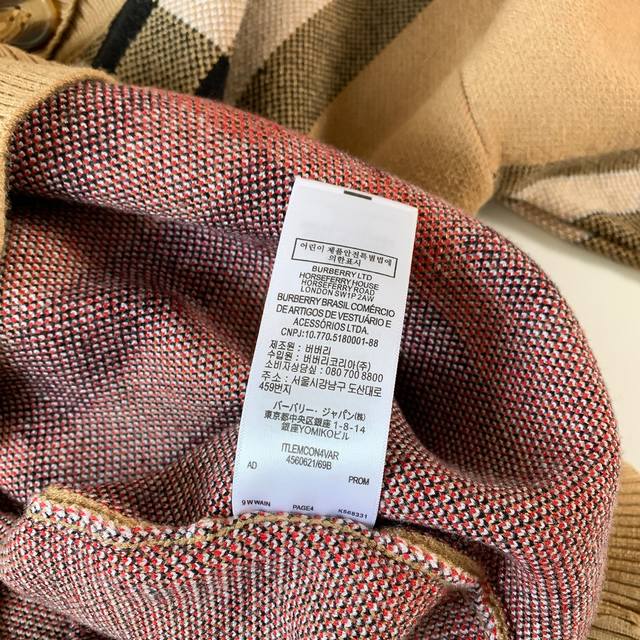 어린이 제품안전특별법에
의한표시
BURBERRY LTD
HORSEFERRY HOUSE
HORSEFERRY ROAD
LONDON SW1P 2AW
BURBERRY BRASIL COMÉRCIO
DE ARTIGOS DE VESTUÁRIO E
ACESSÓRIOS LTDA.
CNPJ:10.770.5180001-88
제조원 : 버버리
수입원 : 버버리코리아(주)
소비자상담실 : 080 700 8800
주소 : 서울시강남구 도산대로
459번지
バーバリー・ジャパン(株)
東京都中央区銀座 1-8-14
銀座YOMIKOビル
ITLEMCON4VAR
4560621/69B
AD PROM
9WWAIN PAGE4 K568331